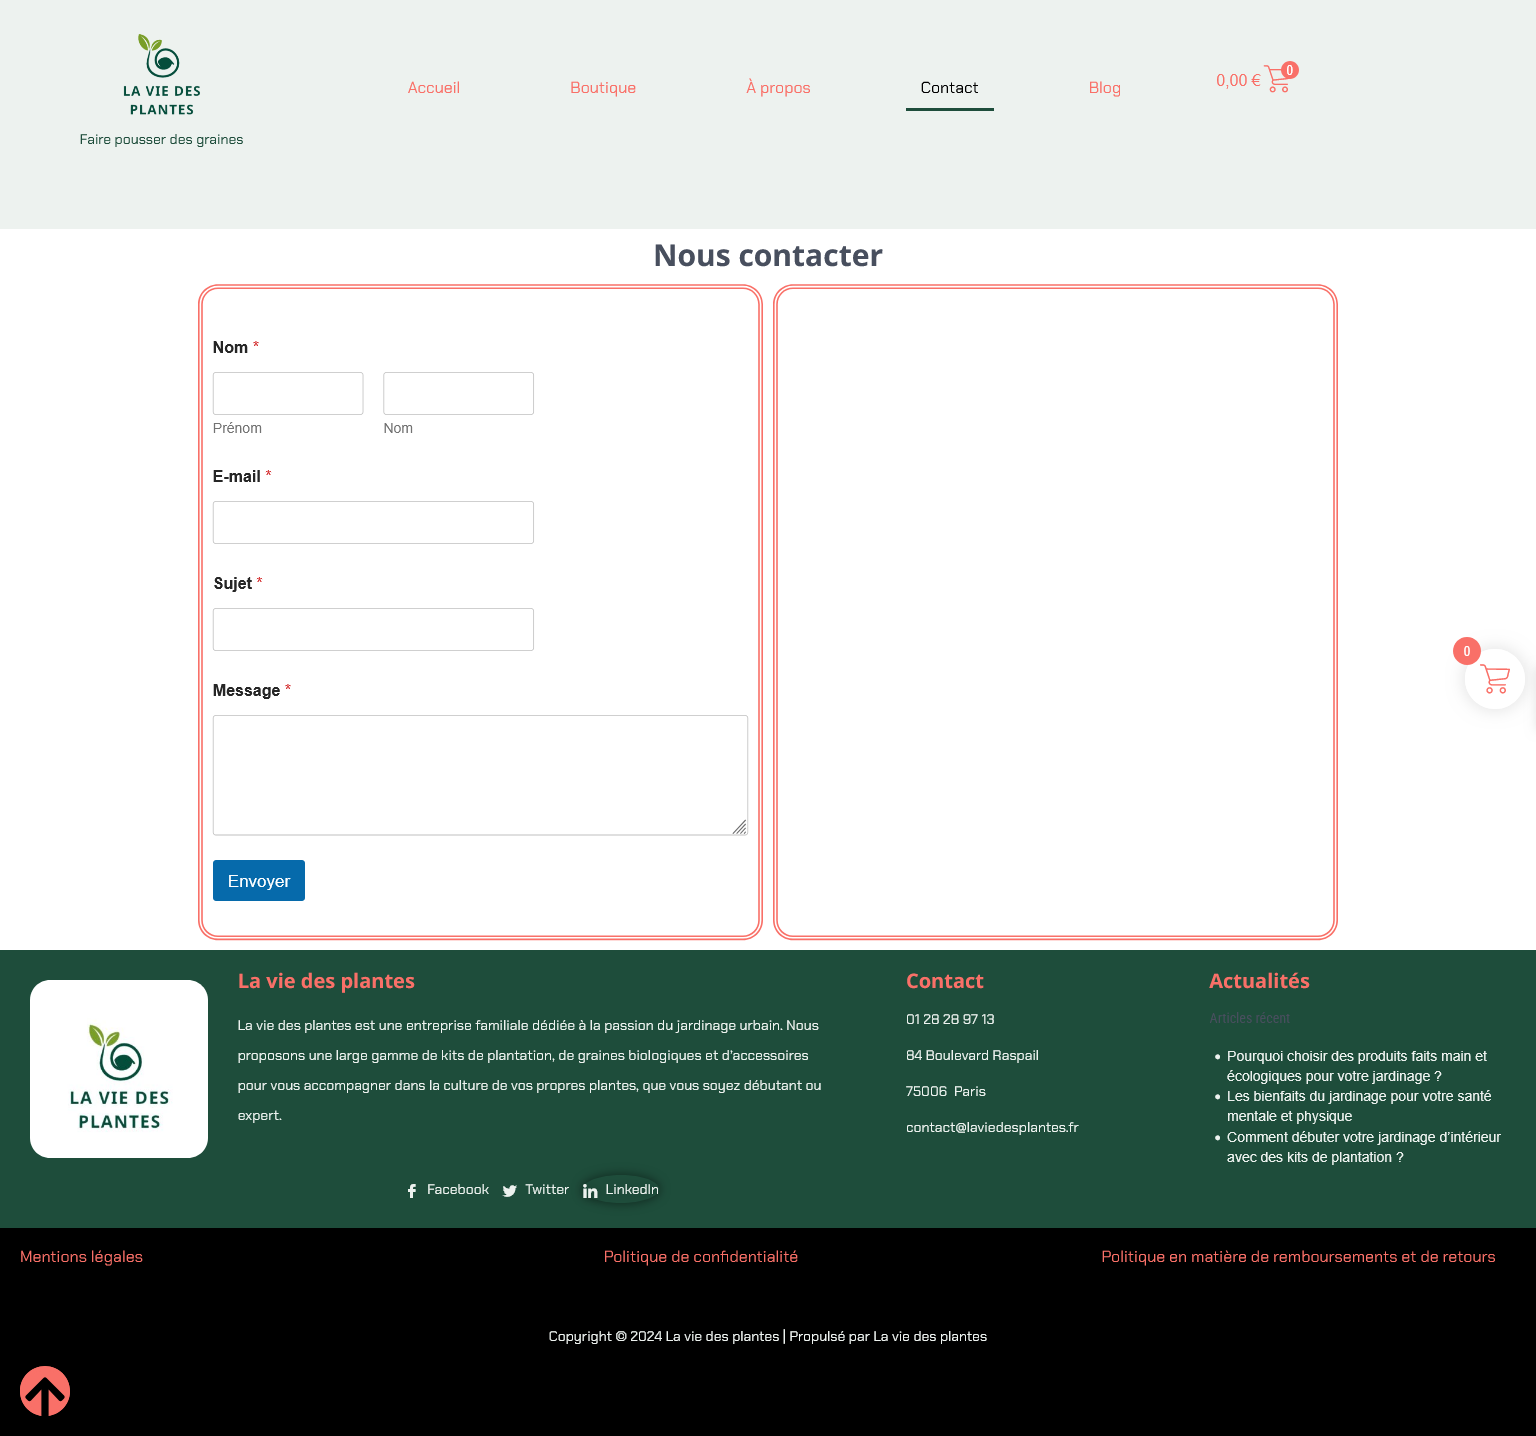 LA VIE DES
PLANTES
Faire pousser des graines
Accueil
Boutique
À propos
Contact
Blog
0,00 €
0
Nous contacter
Nom *
Prénom
Nom
E-mail *
Sujet *
Message *
Envoyer
0
LA VIE DES
PLANTES
La vie des plantes
La vie des plantes est une entreprise familiale dédiée à la passion du jardinage urbain. Nous
proposons une large gamme de kits de plantation, de graines biologiques et d'accessoires
pour vous accompagner dans la culture de vos propres plantes, que vous soyez débutant ou
expert.
Facebook
Twitter
LinkedIn
Contact
01 28 28 97 13
84 Boulevard Raspail
75006 Paris
contact@laviedesplantes.fr
Actualités
Articles récent
Pourquoi choisir des produits faits main et
écologiques pour votre jardinage ?
Les bienfaits du jardinage pour votre santé
mentale et physique
Comment débuter votre jardinage d'intérieur
avec des kits de plantation ?
Mentions légales
Politique de confidentialité
Politique en matière de remboursements et de retours
Copyright © 2024 La vie des plantes | Propulsé par La vie des plantes